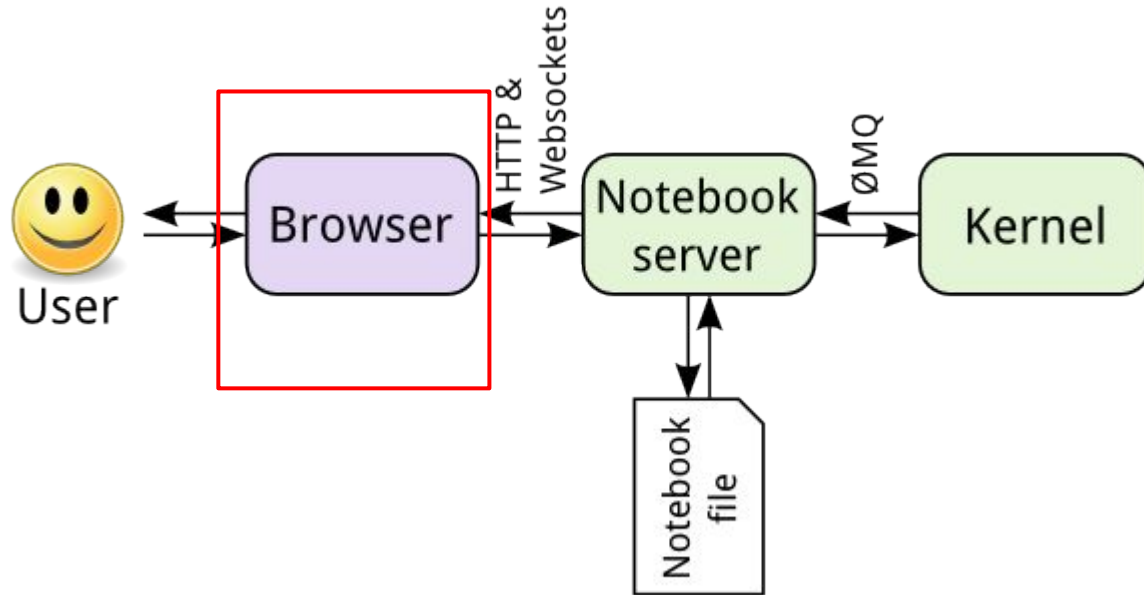 User
Browser
HTTP &
Websockets
Notebook
server
ØMQ
Kernel
Notebook
file